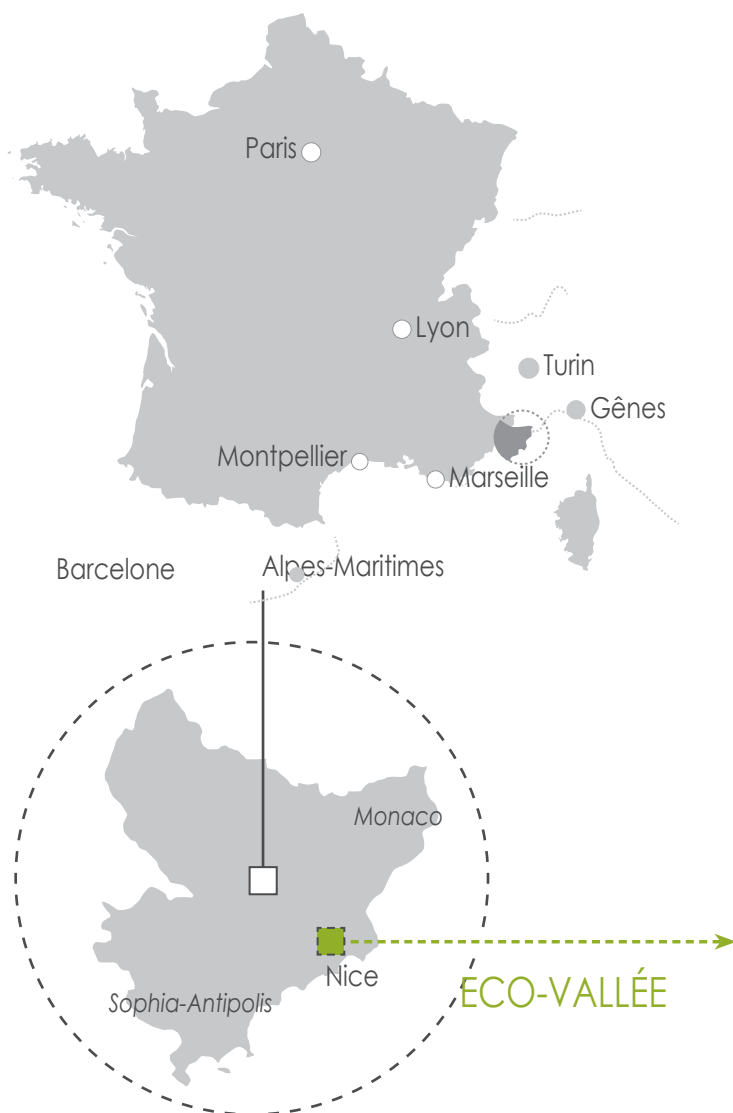 Paris
Lyon
Turin
Gênes
Montpellier
Marseille
Barcelone
Alpes-Maritimes
Monaco
Nice
Sophia-Antipolis
ECO-VALLÉE